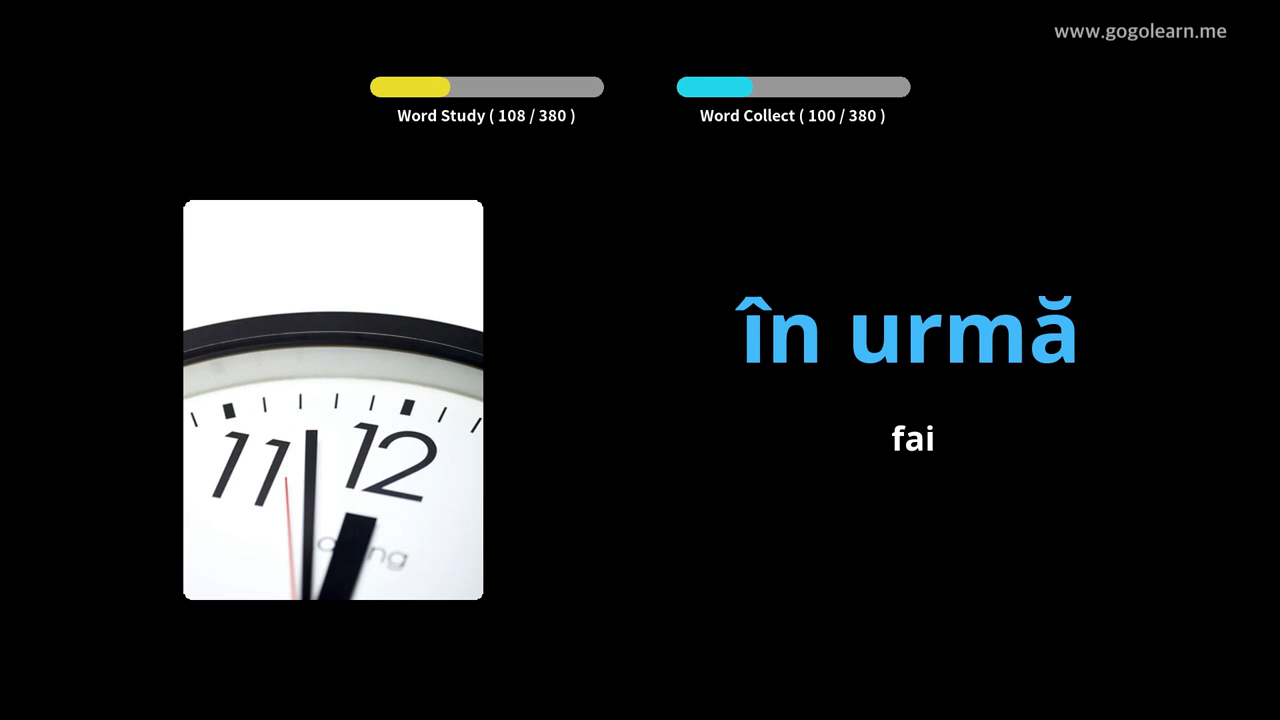 www.gogolearn.me
Word Study ( 108 / 380 )
Word Collect ( 100 / 380 )
11 12
în urmă
fai